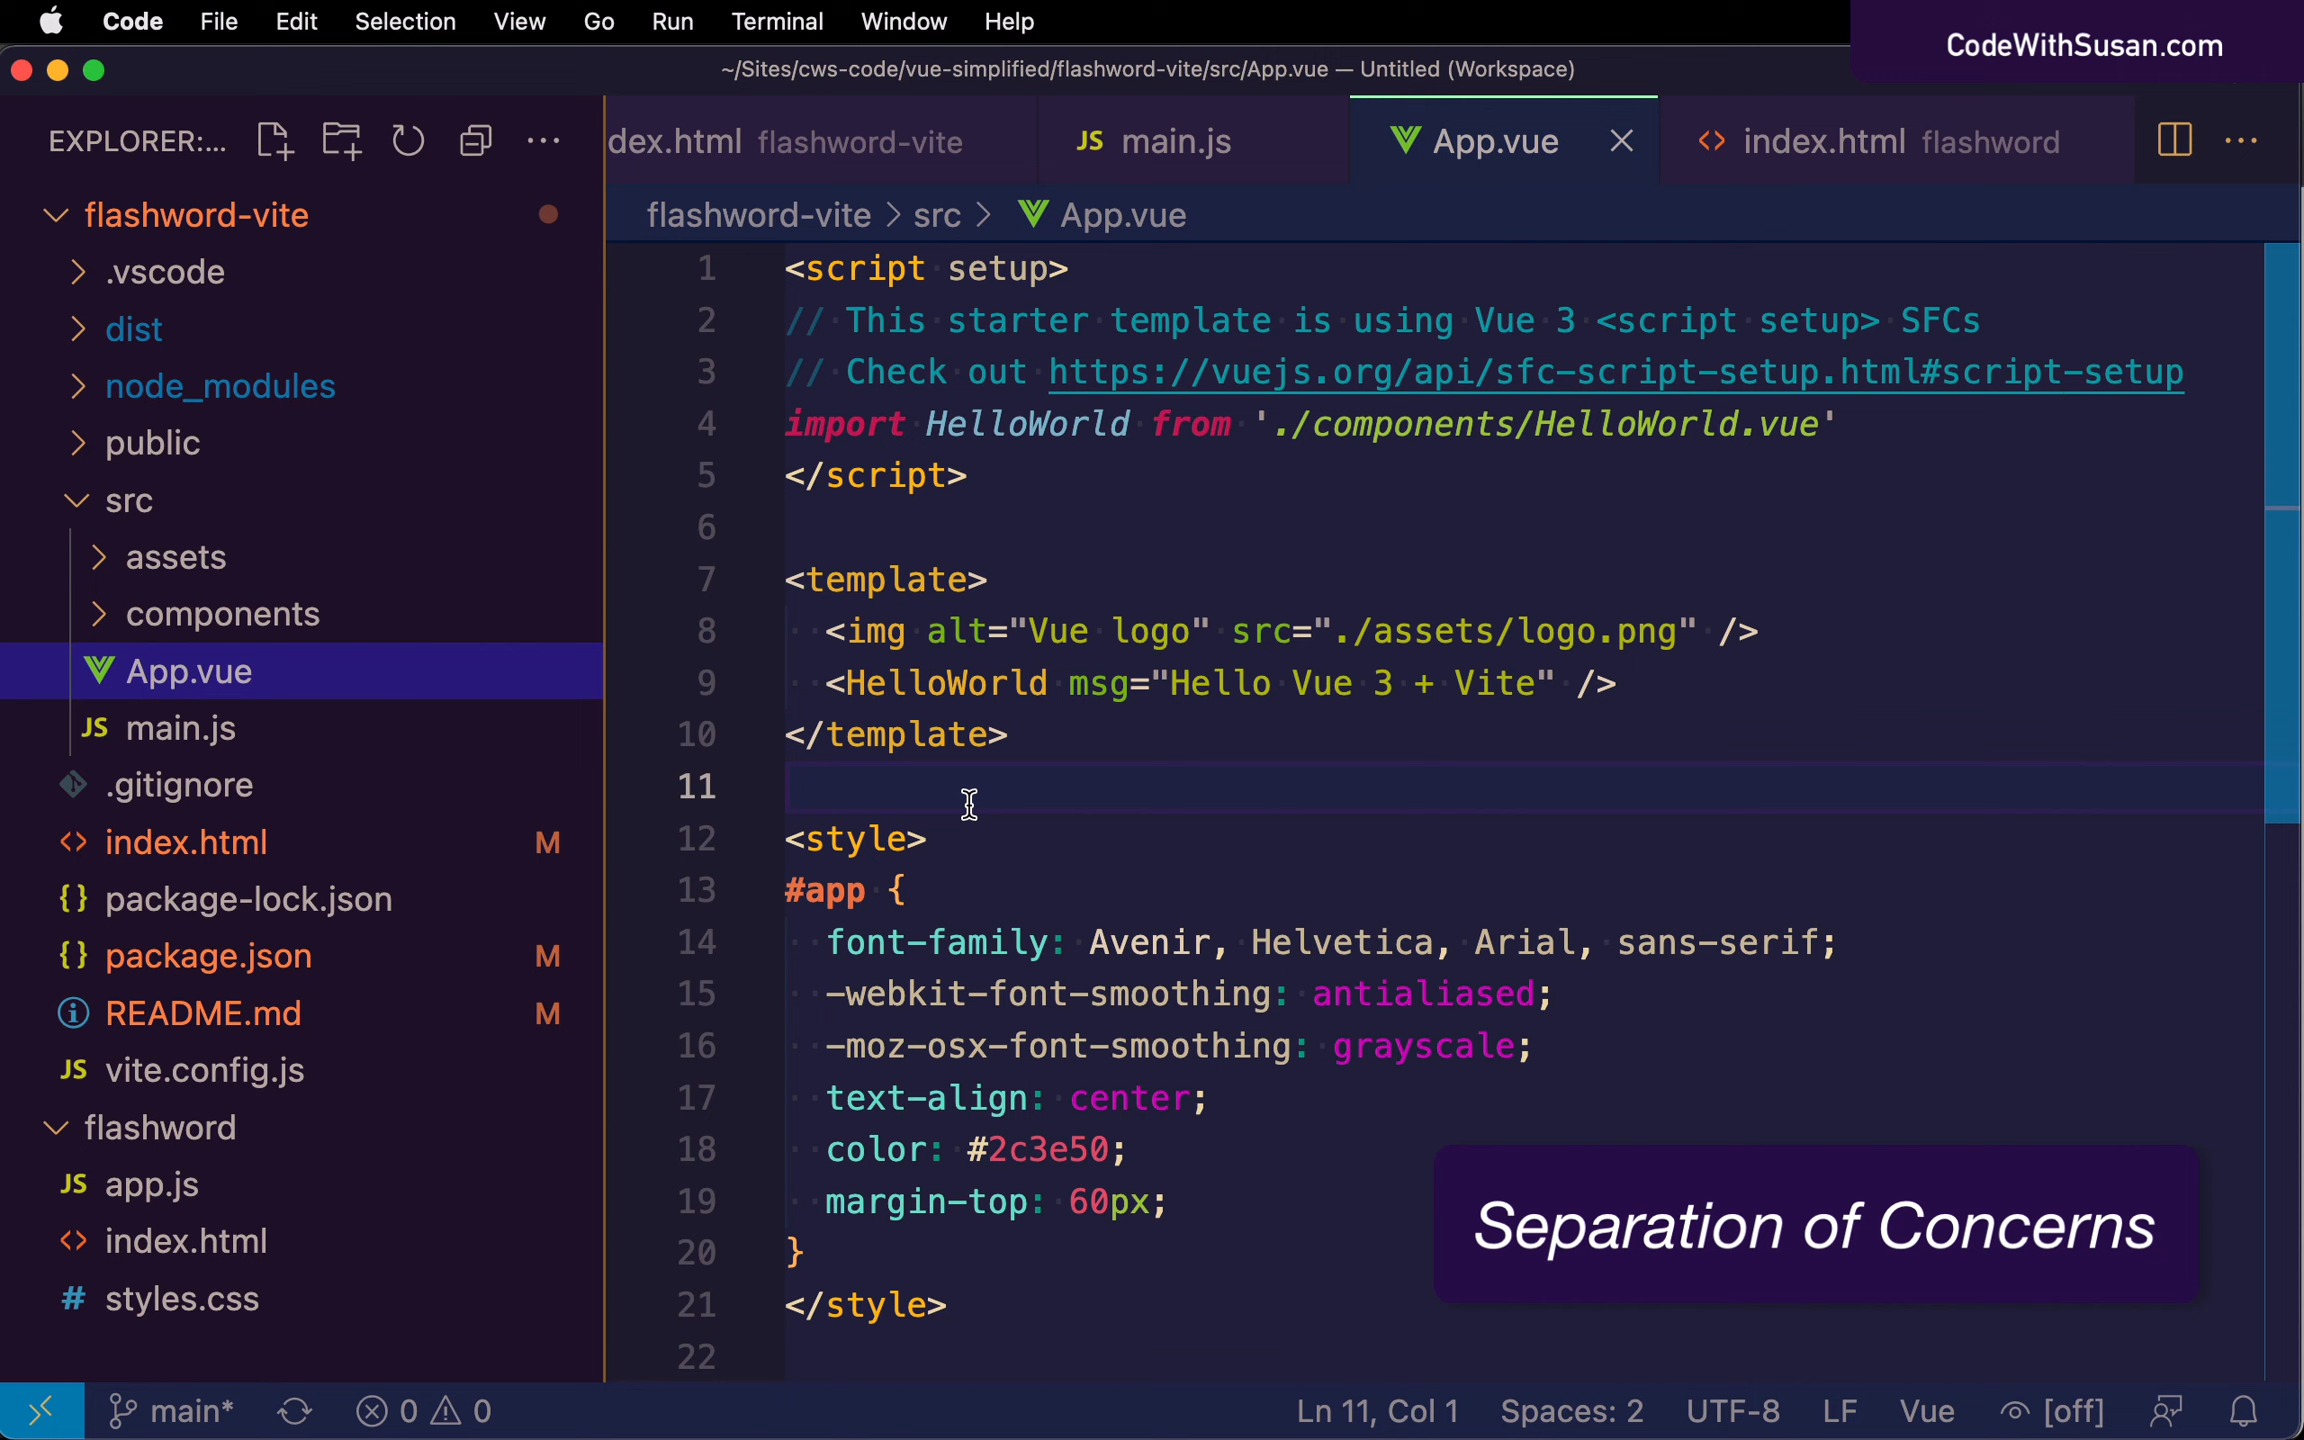 Code File Edit Selection View Go Run Terminal Window Help
CodeWithSusan.com
~/Sites/cws-code/vue-simplified/flashword-vite/src/App.vue — Untitled (Workspace)
EXPLORER:...
dex.html flashword-vite JS main.js App.vue <> index.html flashword
flashword-vite > src > App.vue
flashword-vite
.vscode
dist
node_modules
public
src
assets
components
App.vue
JS main.js
.gitignore
<> index.html M
{} package-lock.json
{} package.json M
README.md M
JS vite.config.js
flashword
JS app.js
<> index.html
# styles.css
1 <script setup>
2 // This starter template is using Vue 3 <script setup> SFCs
3 // Check out https://vuejs.org/api/sfc-script-setup.html#script-setup
4 import HelloWorld from './components/HelloWorld.vue'
5 </script>
6
7 <template>
8   <img alt="Vue logo" src="./assets/logo.png" />
9   <HelloWorld msg="Hello Vue 3 + Vite" />
10 </template>
11
12 <style>
13 #app {
14   font-family: Avenir, Helvetica, Arial, sans-serif;
15   -webkit-font-smoothing: antialiased;
16   -moz-osx-font-smoothing: grayscale;
17   text-align: center;
18   color: #2c3e50;
19   margin-top: 60px;
20 }
21 </style>
22
Separation of Concerns
main* 0 0 Ln 11, Col 1 Spaces: 2 UTF-8 LF Vue [off]